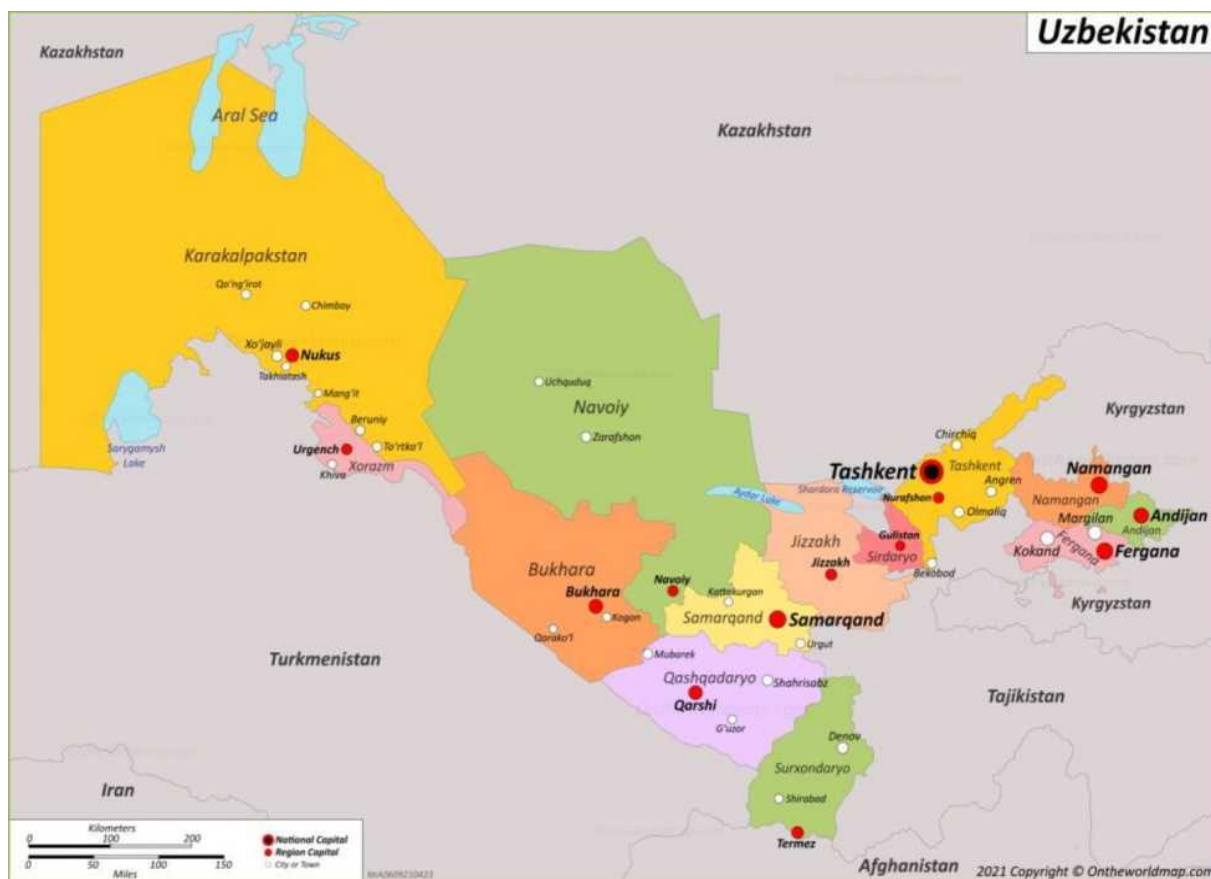 Uzbekistan
Kazakhstan
Aral Sea
Kazakhstan
Karakalpakstan
Qo'ng'irot
Chimboy
Xo'jayli
Nukus
Takhiatash
Mang'it
Beruniy
Urgench
To'rtko'l
Xorazm
Khiva
Sarygamysh
Lake
Uchquduq
Navoiy
Zarafshon
Kyrgyzstan
Chirchiq
Tashkent
Tashkent
Angren
Nurafshon
Olmaliq
Namangan
Namangan
Margilan
Andijan
Andijan
Kokand
Fergana
Fergana
Aydar Lake
Shardara Reservoir
Jizzakh
Gulistan
Sirdaryo
Jizzakh
Bekobod
Kyrgyzstan
Bukhara
Bukhara
Kogon
Qorako'l
Navoiy
Kattakurgan
Samarqand
Samarqand
Urgut
Mubarek
Turkmenistan
Qashqadaryo
Shahrisabz
Qarshi
G'uzor
Tajikistan
Denov
Surxondaryo
Shirabad
Termez
Iran
Afghanistan
Kilometers
0 100 200
0 50 100 150
Miles
National Capital
Region Capital
City or Town
2021 Copyright © Ontheworldmap.com